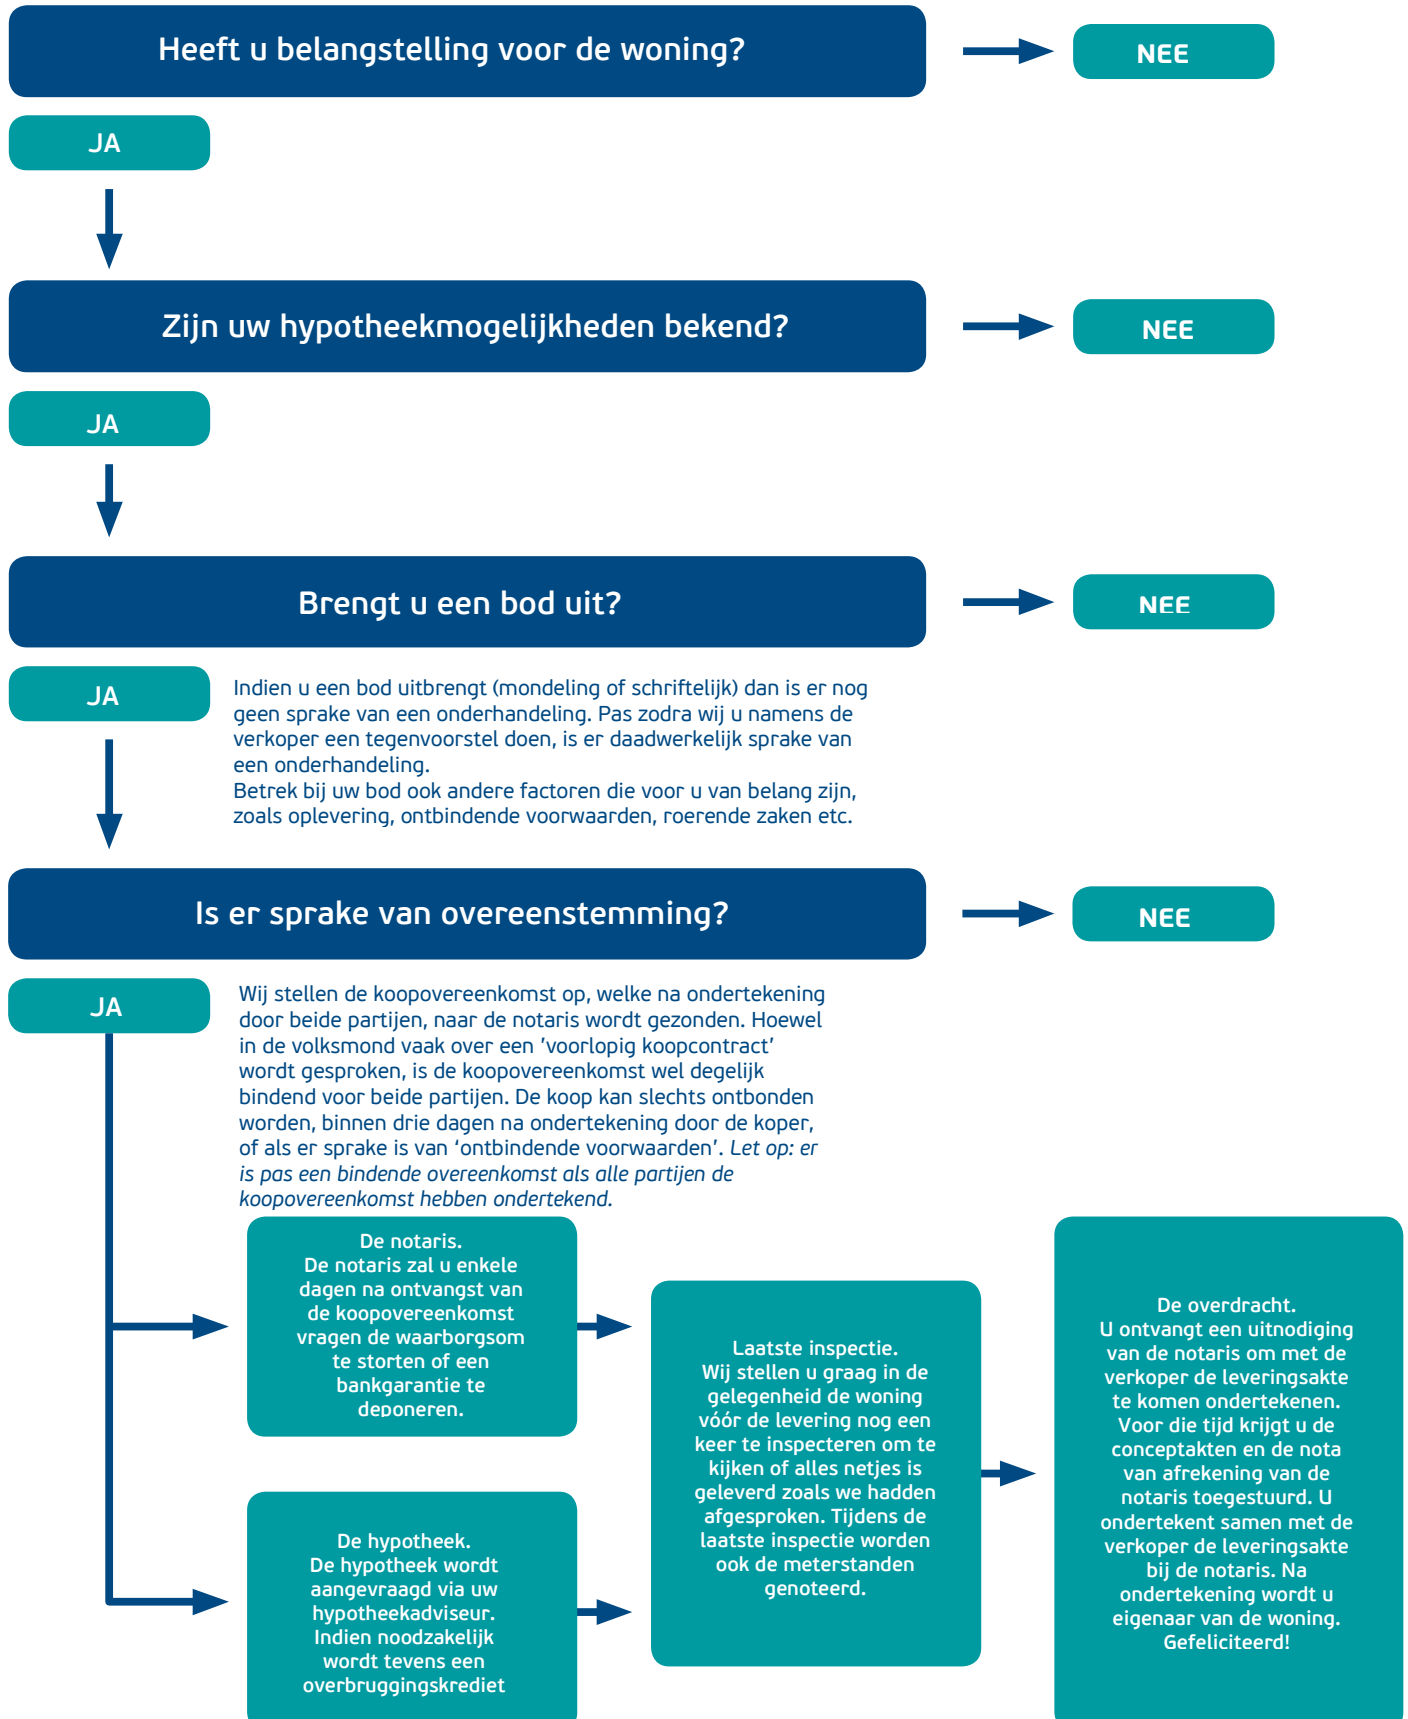 Heeft u belangstelling voor de woning?
NEE
JA
Zijn uw hypotheekmogelijkheden bekend?
NEE
JA
Brengt u een bod uit?
NEE
JA
Indien u een bod uitbrengt (mondeling of schriftelijk) dan is er nog
geen sprake van een onderhandeling. Pas zodra wij u namens de
verkoper een tegenvoorstel doen, is er daadwerkelijk sprake van
een onderhandeling.
Betrek bij uw bod ook andere factoren die voor u van belang zijn,
zoals oplevering, ontbindende voorwaarden, roerende zaken etc.
Is er sprake van overeenstemming?
NEE
JA
Wij stellen de koopovereenkomst op, welke na ondertekening
door beide partijen, naar de notaris wordt gezonden. Hoewel
in de volksmond vaak over een 'voorlopig koopcontract'
wordt gesproken, is de koopovereenkomst wel degelijk
bindend voor beide partijen. De koop kan slechts ontbonden
worden, binnen drie dagen na ondertekening door de koper,
of als er sprake is van ‘ontbindende voorwaarden’. Let op: er
is pas een bindende overeenkomst als alle partijen de
koopovereenkomst hebben ondertekend.
De notaris.
De notaris zal u enkele
dagen na ontvangst van
de koopovereenkomst
vragen de waarborgsom
te storten of een
bankgarantie te
deponeren.
De hypotheek.
De hypotheek wordt
aangevraagd via uw
hypotheekadviseur.
Indien noodzakelijk
wordt tevens een
overbruggingskrediet
Laatste inspectie.
Wij stellen u graag in de
gelegenheid de woning
vóór de levering nog een
keer te inspecteren om te
kijken of alles netjes is
geleverd zoals we hadden
afgesproken. Tijdens de
laatste inspectie worden
ook de meterstanden
genoteerd.
De overdracht.
U ontvangt een uitnodiging
van de notaris om met de
verkoper de leveringsakte
te komen ondertekenen.
Voor die tijd krijgt u de
conceptakten en de nota
van afrekening van de
notaris toegestuurd. U
ondertekent samen met de
verkoper de leveringsakte
bij de notaris. Na
ondertekening wordt u
eigenaar van de woning.
Gefeliciteerd!